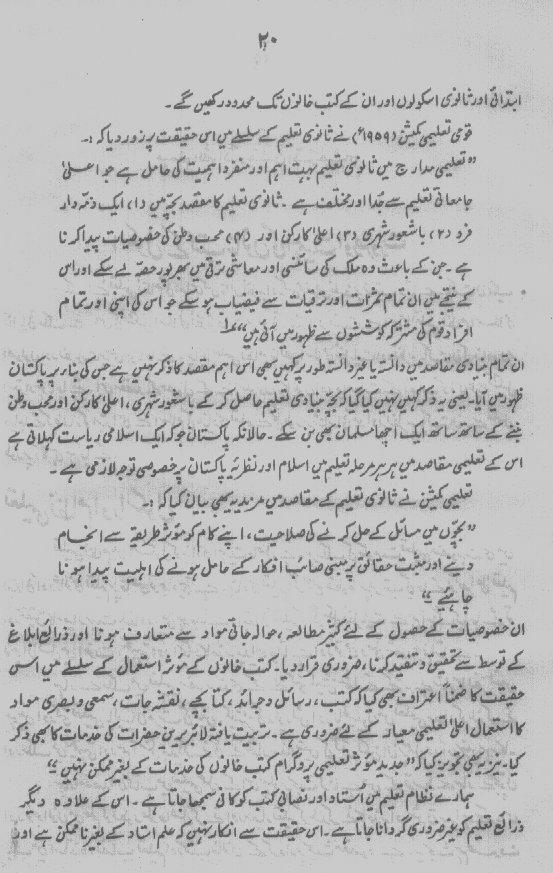 ۲۰
ابتدائی اور ثانوی اسکولوں اور ان کے کتب خانوں تک محدود رکھیں گے۔
قومی تعلیمی کمیشن (۱۹۵۹ء) نے ثانوی تعلیم کے سلسلے میں اس حقیقت پر زور دیا کہ :۔
"تعلیمی مدارج میں ثانوی تعلیم بہت اہم اور منفرد اہمیت کی حامل ہے جو اعلیٰ
جامعاتی تعلیم سے جُدا اور مختلف ہے۔ ثانوی تعلیم کا مقصد بچّہ میں (۱) ایک ذمّہ دار
فرد (۲) باشعور شہری (۳) اعلیٰ کارکن اور (۴) محب وطن کی خصوصیات پیدا کرنا
ہے۔ جن کے باعث وہ ملک کی سائنسی اور معاشی ترقی میں بھرپور حصّہ لے سکے اور اس
کے نتیجے میں ان تمام ثمرات اور ترقیات سے فیضیاب ہو سکے جو اس کی اپنی اور تمام
افراد قوم کی مشترکہ کوششوں سے ظہور میں آئی ہیں"؂۱
ان تمام بنیادی مقاصد میں دانستہ یا غیر دانستہ طور پر کہیں بھی اس اہم مقصد کا ذکر نہیں ہے جس کی بناء پر پاکستان
ظہور میں آیا۔ یعنی یہ ذکر کہیں نہیں کیا گیا کہ بچّہ بنیادی تعلیم حاصل کر کے باشعور شہری، اعلیٰ کارکن اور محب وطن
بننے کے ساتھ ساتھ ایک اچھا مسلمان بھی بن سکے۔ حالانکہ پاکستان جو کہ ایک اسلامی ریاست کہلاتی ہے
اس کے تعلیمی مقاصد میں ہر ہر مرحلہ تعلیم میں اسلام اور نظریۂ پاکستان پر خصوصی توجہ لازمی ہے۔
تعلیمی کمیشن نے ثانوی تعلیم کے مقاصد میں مزید یہ بھی بیان کیا کہ :۔
"بچّوں میں مسائل کے حل کرنے کی صلاحیت، اپنے کام کو مؤثر طریقہ سے انجام
دینے اور مثبت حقائق پر مبنی صائب افکار کے حامل ہونے کی اہلیت پیدا ہونا
چاہیئے"
ان خصوصیات کے حصول کے لئے کثیر مطالعہ، حوالہ جاتی مواد سے متعارف ہونا اور ذرائع ابلاغ
کے توسط سے تحقیق و تنقید کرنا، ضروری قرار دیا۔ کتب خانوں کے مؤثر استعمال کے سلسلے میں اس
حقیقت کا ضمناً اعتراف بھی کیا کہ کتب، رسائل و جرائد، کتابچے، نقشہ جات، سمعی و بصری مواد
کا استعمال اعلیٰ تعلیمی معیار کے لئے ضروری ہے۔ تربیت یافتہ لائبریرین حضرات کی خدمات کا بھی ذکر
کیا۔ نیز یہ بھی تجویز کیا کہ "جدید مؤثر تعلیمی پروگرام کتب خانوں کی خدمات کے بغیر ممکن نہیں"
ہمارے نظام تعلیم میں اُستاد اور نصابی کتب کو کافی سمجھا جاتا ہے۔ اس کے علاوہ دیگر
ذرائع تعلیم کو غیر ضروری گردانا جاتا ہے۔ اس حقیقت سے انکار نہیں کہ علم استاد کے بغیر ناممکن ہے اور